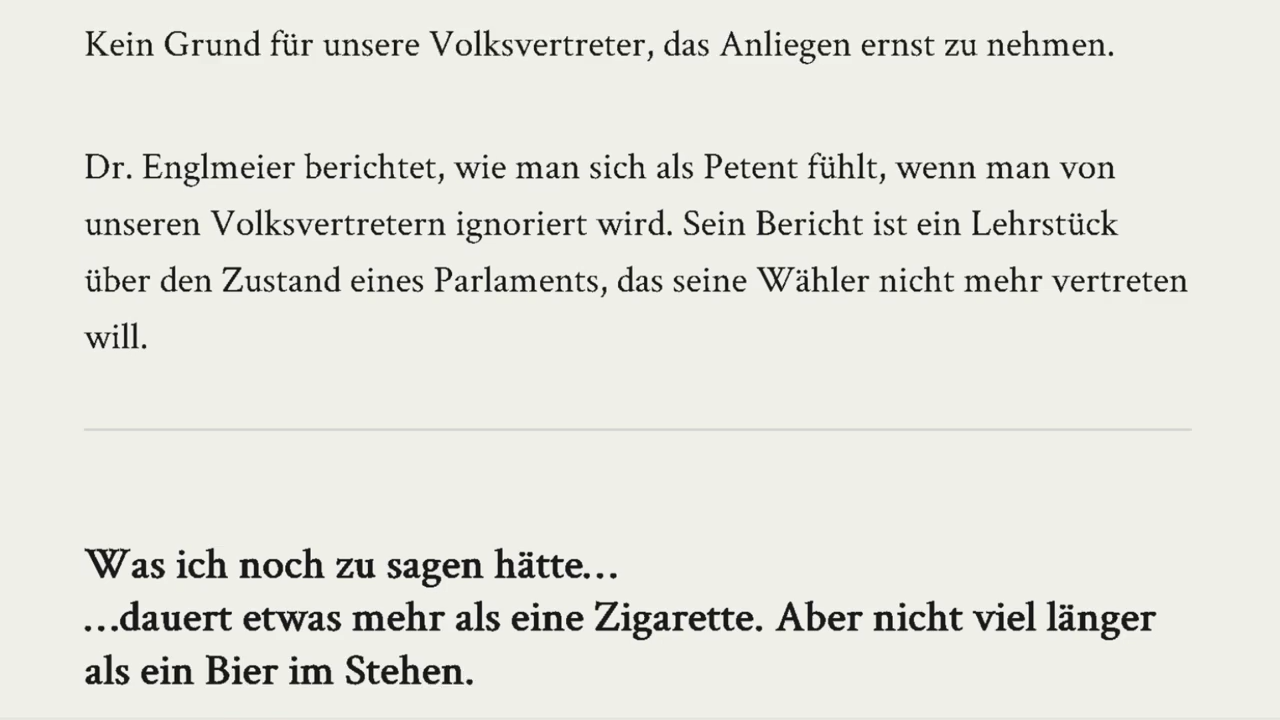 Kein Grund für unsere Volksvertreter, das Anliegen ernst zu nehmen.
Dr. Englmeier berichtet, wie man sich als Petent fühlt, wenn man von
unseren Volksvertretern ignoriert wird. Sein Bericht ist ein Lehrstück
über den Zustand eines Parlaments, das seine Wähler nicht mehr vertreten
will.
Was ich noch zu sagen hätte…
…dauert etwas mehr als eine Zigarette. Aber nicht viel länger
als ein Bier im Stehen.